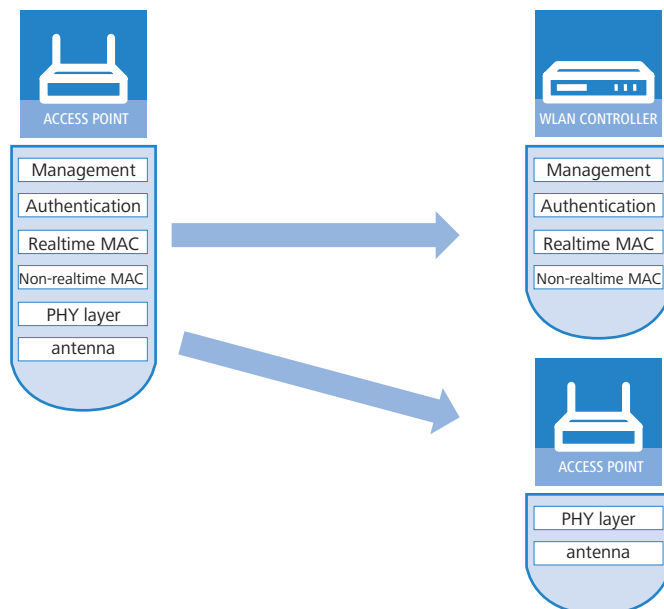 ACCESS POINT
Management
Authentication
Realtime MAC
Non-realtime MAC
PHY layer
antenna
WLAN CONTROLLER
Management
Authentication
Realtime MAC
Non-realtime MAC
ACCESS POINT
PHY layer
antenna